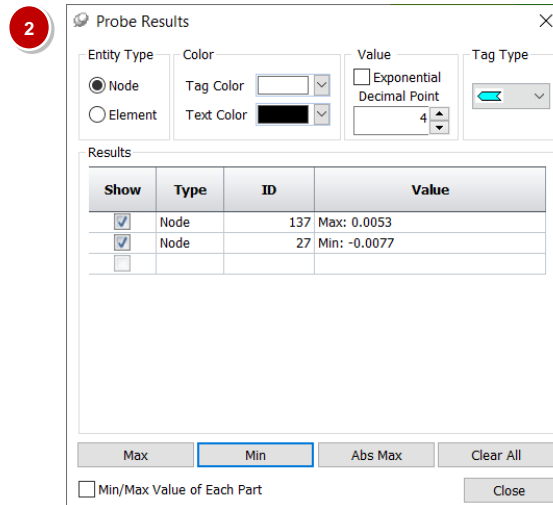 2
Probe Results
Entity Type
Node
Element
Color
Tag Color
Text Color
Value
Exponential
Decimal Point
4
Tag Type
Results
Show Type ID Value
Node 137 Max: 0.0053
Node 27 Min: -0.0077
Max Min Abs Max Clear All
Min/Max Value of Each Part
Close